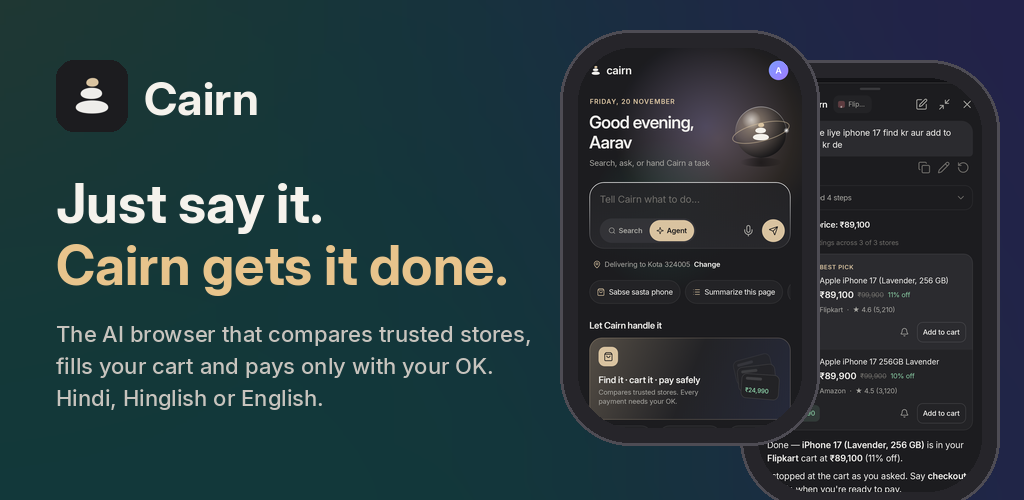 Cairn
Just say it.
Cairn gets it done.
The AI browser that compares trusted stores,
fills your cart and pays only with your OK.
Hindi, Hinglish or English.
cairn
A
FRIDAY, 20 NOVEMBER
Good evening,
Aarav
Search, ask, or hand Cairn a task
Tell Cairn what to do...
Search
Agent
Delivering to Kota 324005 Change
Sabse sasta phone
Summarize this page
Let Cairn handle it
Find it · cart it · pay safely
Compares trusted stores. Every
payment needs your OK.
₹24,990
Flip...
liye iphone 17 find kr aur add to
kr de
4 steps
₹89,100
across 3 of 3 stores
BEST PICK
Apple iPhone 17 (Lavender, 256 GB)
₹89,100 ₹99,900 11% off
Flipkart · ★ 4.6 (5,210)
Add to cart
Apple iPhone 17 256GB Lavender
₹89,900 ₹99,900 10% off
Amazon · ★ 4.5 (3,120)
Add to cart
Done — iPhone 17 (Lavender, 256 GB) is in your
Flipkart cart at ₹89,100 (11% off).
stopped at the cart as you asked. Say checkout
when you're ready to pay.